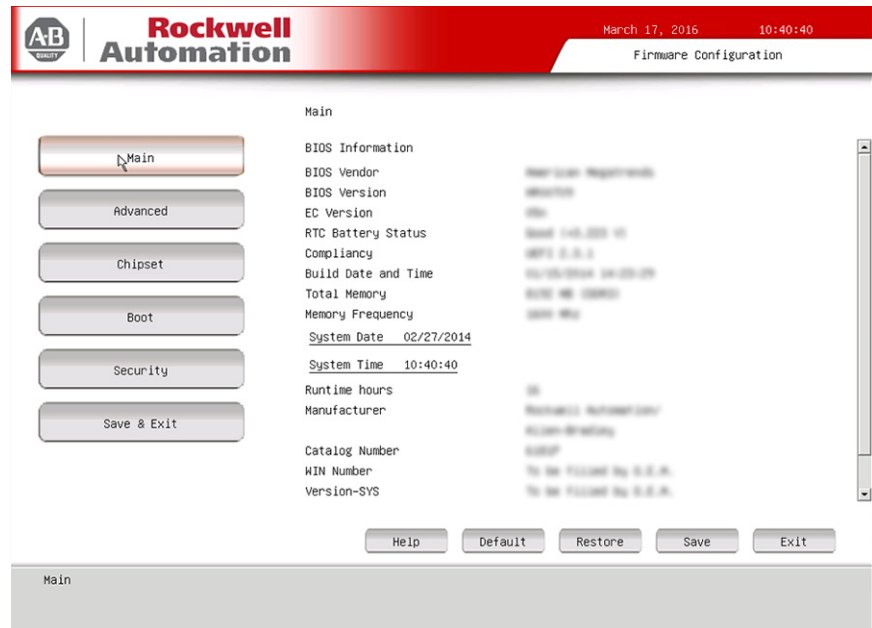 AB
QUALITY
Rockwell
Automation
March 17, 2016 10:40:40
Firmware Configuration
Main
Advanced
Chipset
Boot
Security
Save & Exit
Main
BIOS Information
BIOS Vendor
BIOS Version
EC Version
RTC Battery Status
Compliancy
Build Date and Time
Total Memory
Memory Frequency
System Date 02/27/2014
System Time 10:40:40
Runtime hours
Manufacturer
Catalog Number
WIN Number
Version-SYS
Help Default Restore Save Exit
Main